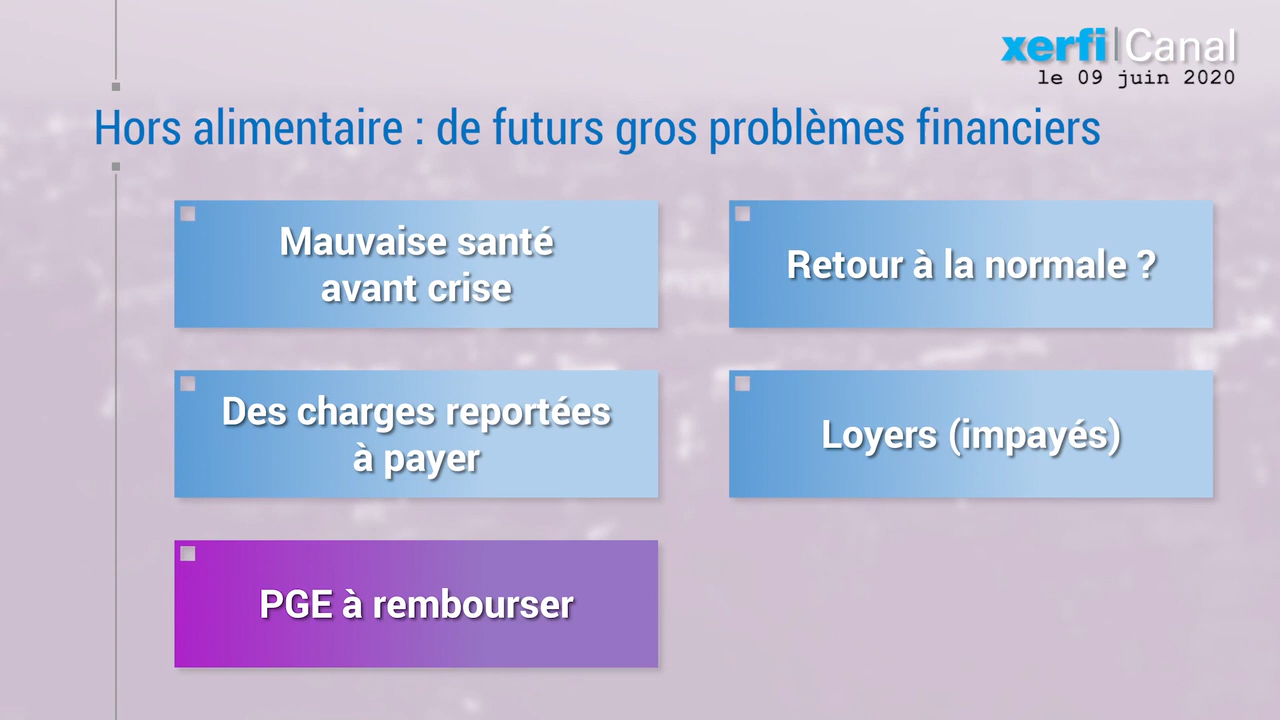 xerfi Canal
le 09 juin 2020
Hors alimentaire : de futurs gros problèmes financiers
Mauvaise santé
avant crise
Retour à la normale ?
Des charges reportées
à payer
Loyers (impayés)
PGE à rembourser